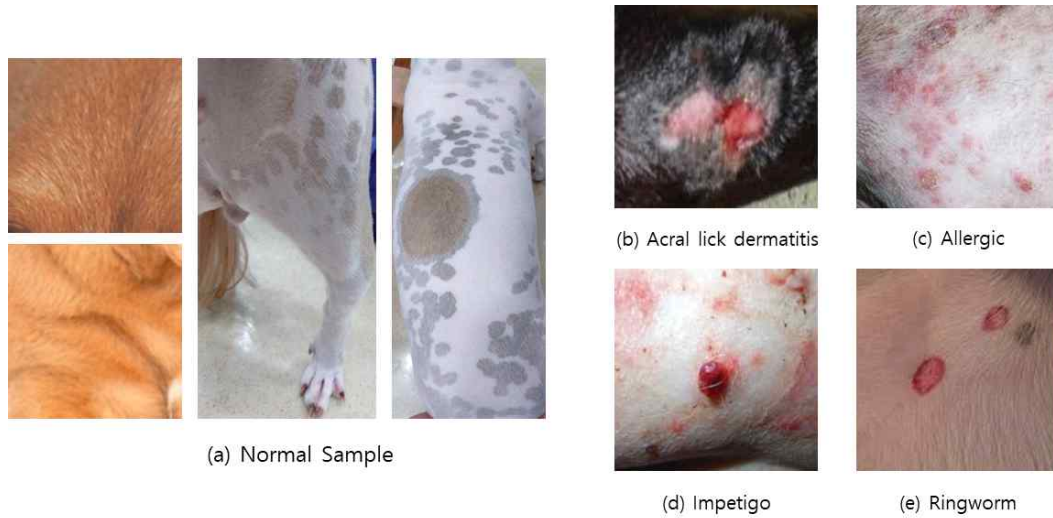 (b) Acral lick dermatitis
(c) Allergic
(a) Normal Sample
(d) Impetigo
(e) Ringworm